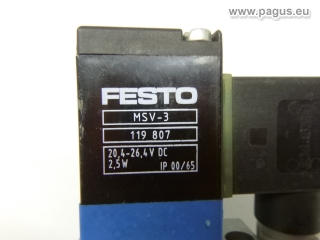 © www.pagus.eu
FESTO
MSV-3
119 807
20,4-26,4V DC
2,5W IP 00/65